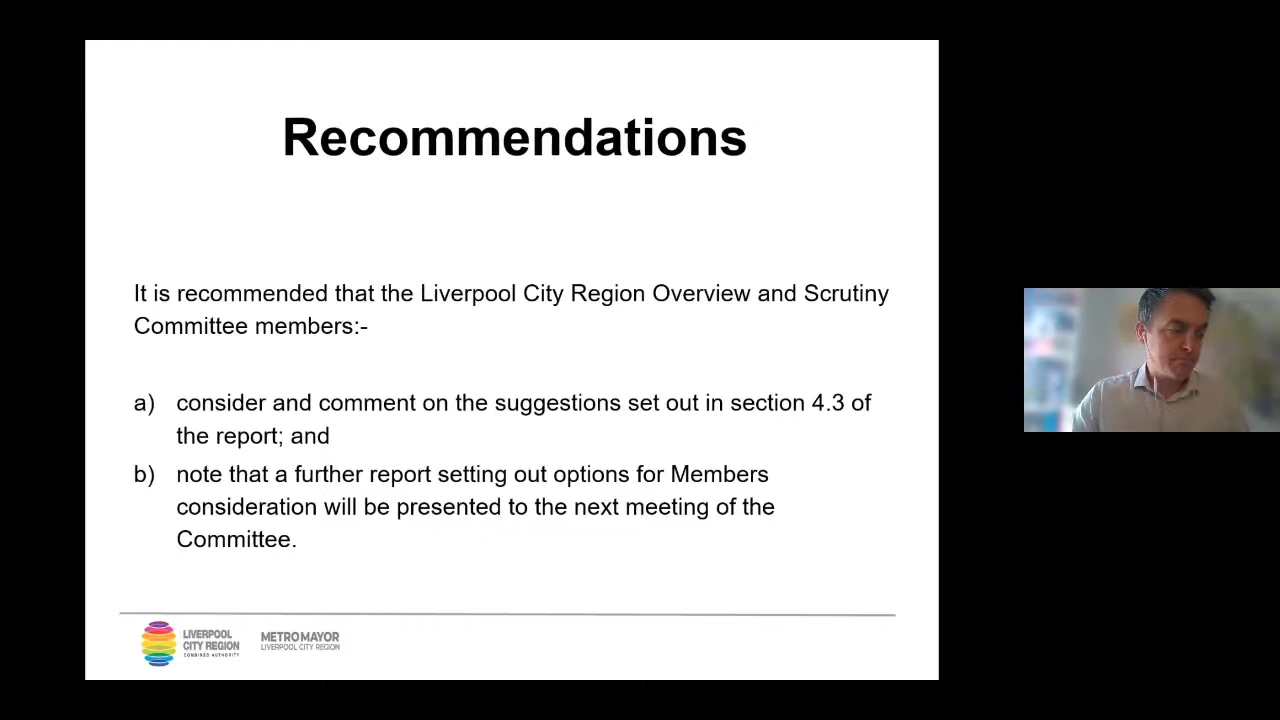 Recommendations
It is recommended that the Liverpool City Region Overview and Scrutiny
Committee members:-
a) consider and comment on the suggestions set out in section 4.3 of
the report; and
b) note that a further report setting out options for Members
consideration will be presented to the next meeting of the
Committee.
LIVERPOOL
CITY REGION
COMBINED AUTHORITY
METRO MAYOR
LIVERPOOL CITY REGION